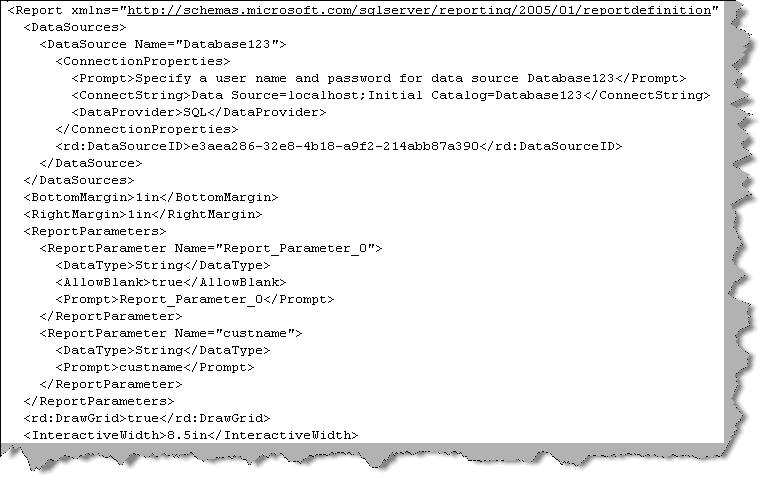 <Report xmlns="http://schemas.microsoft.com/sqlserver/reporting/2005/01/reportdefinition"
<DataSources>
<DataSource Name="Database123">
<ConnectionProperties>
<Prompt>Specify a user name and password for data source Database123</Prompt>
<ConnectString>Data Source=localhost;Initial Catalog=Database123</ConnectString>
<DataProvider>SQL</DataProvider>
</ConnectionProperties>
<rd:DataSourceID>e3aea286-32e8-4b18-a9f2-214abb87a390</rd:DataSourceID>
</DataSource>
</DataSources>
<BottomMargin>1in</BottomMargin>
<RightMargin>1in</RightMargin>
<ReportParameters>
<ReportParameter Name="Report_Parameter_0">
<DataType>String</DataType>
<AllowBlank>true</AllowBlank>
<Prompt>Report_Parameter_0</Prompt>
</ReportParameter>
<ReportParameter Name="custname">
<DataType>String</DataType>
<Prompt>custname</Prompt>
</ReportParameter>
</ReportParameters>
<rd:DrawGrid>true</rd:DrawGrid>
<InteractiveWidth>8.5in</InteractiveWidth>